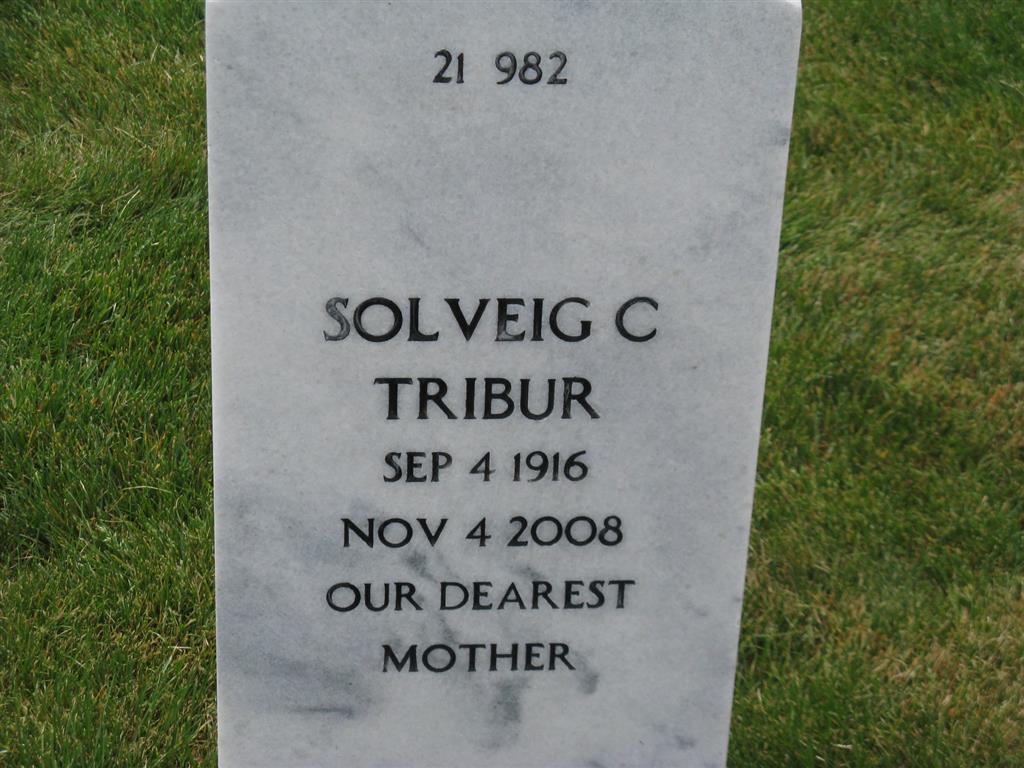 21 982
SOLVEIG C
TRIBUR
SEP 4 1916
NOV 4 2008
OUR DEAREST
MOTHER